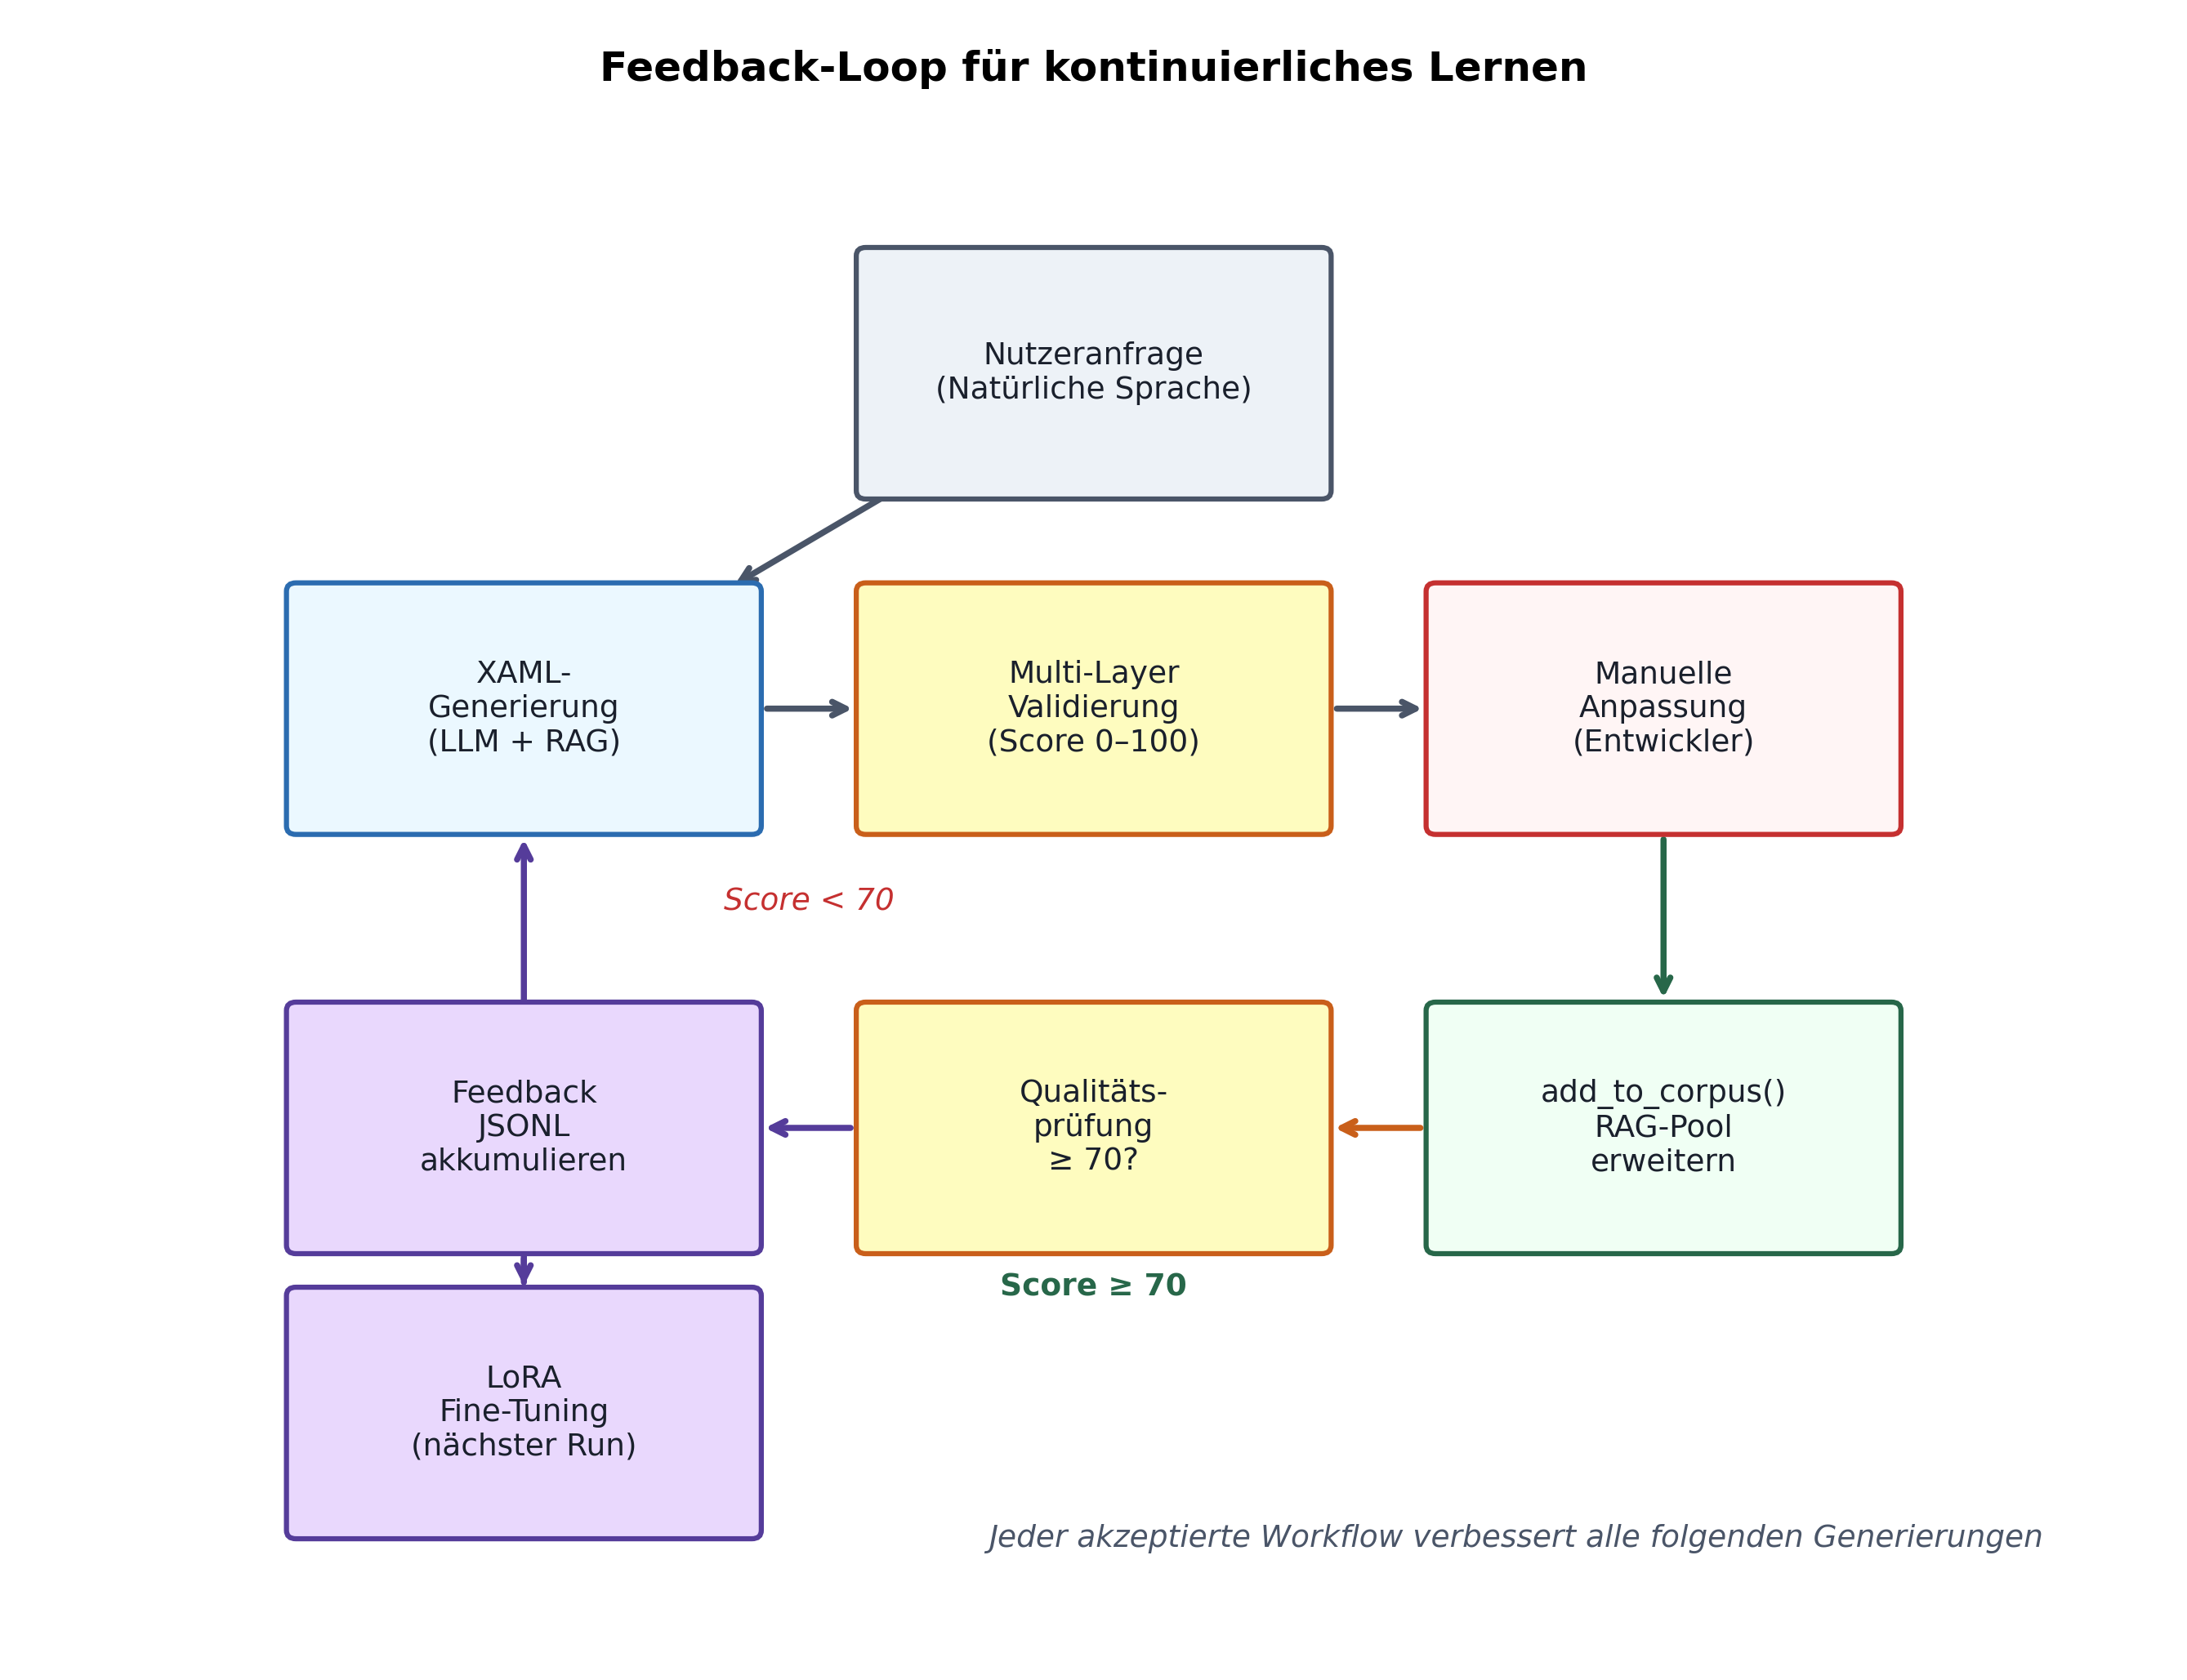 Feedback-Loop für kontinuierliches Lernen
Nutzeranfrage
(Natürliche Sprache)
XAML-
Generierung
(LLM + RAG)
Multi-Layer
Validierung
(Score 0–100)
Manuelle
Anpassung
(Entwickler)
Score < 70
Feedback
JSONL
akkumulieren
Qualitäts-
prüfung
≥ 70?
add_to_corpus()
RAG-Pool
erweitern
Score ≥ 70
LoRA
Fine-Tuning
(nächster Run)
Jeder akzeptierte Workflow verbessert alle folgenden Generierungen